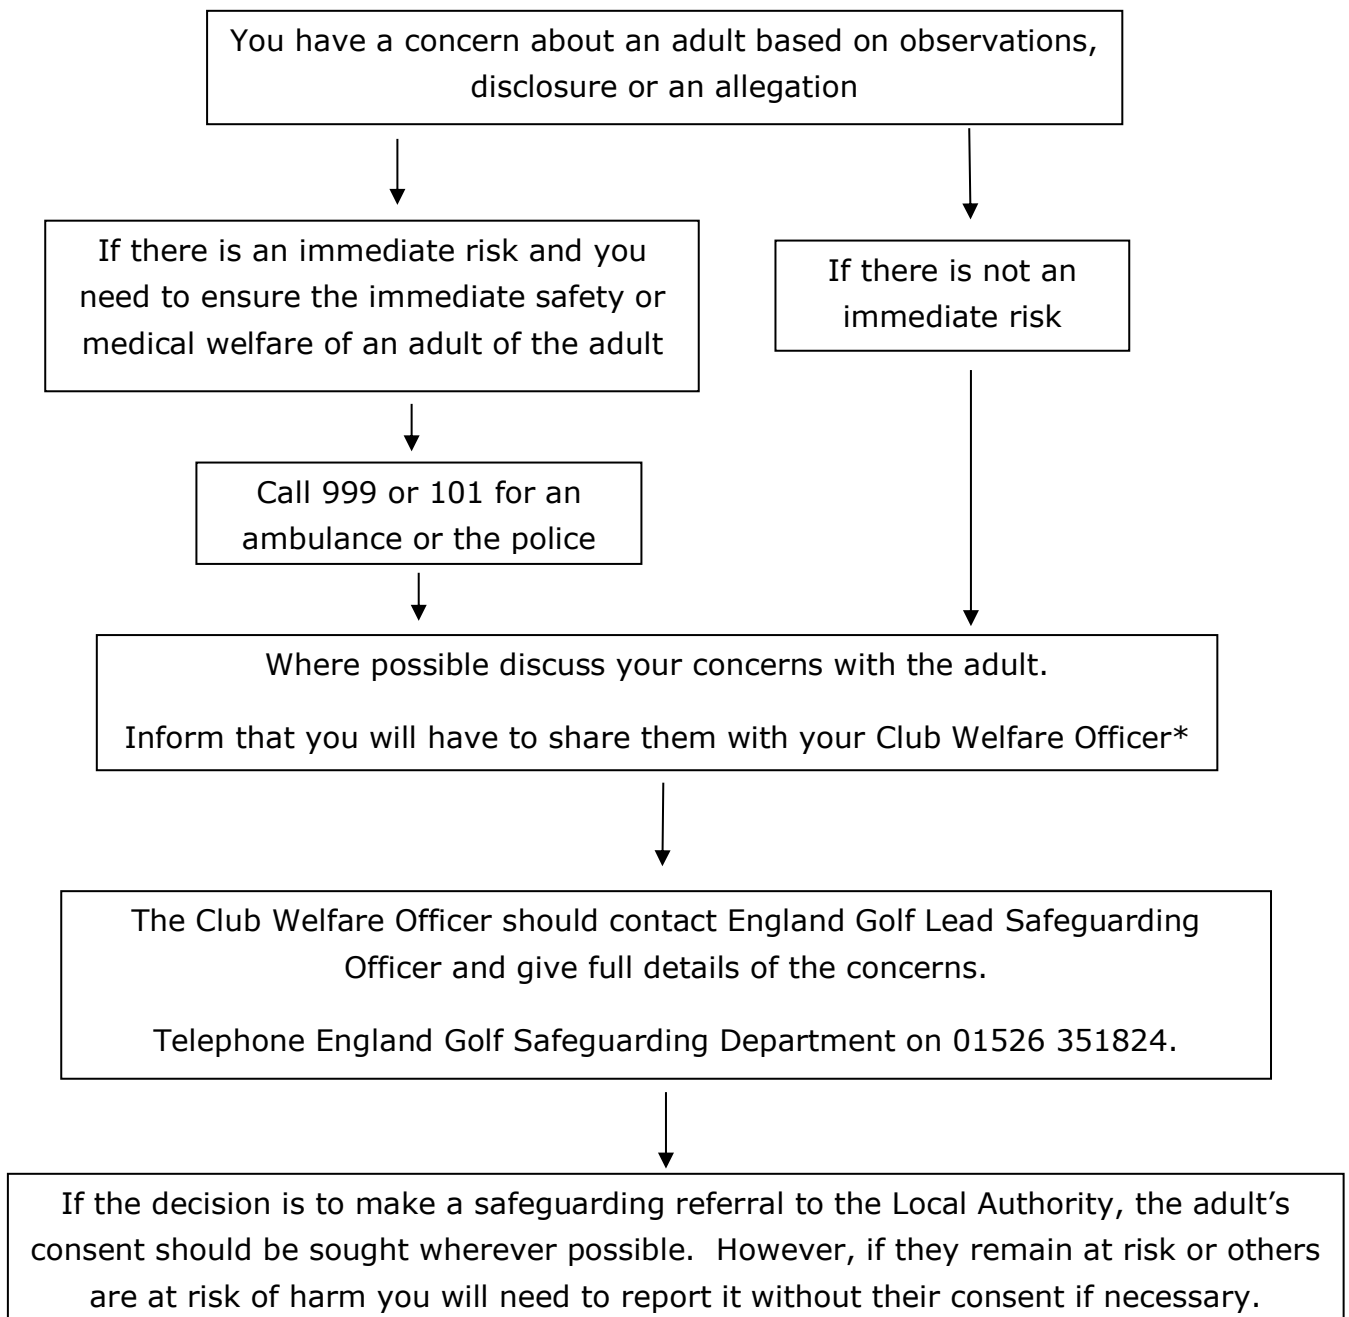 You have a concern about an adult based on observations,
disclosure or an allegation
If there is an immediate risk and you
need to ensure the immediate safety or
medical welfare of an adult of the adult
If there is not an
immediate risk
Call 999 or 101 for an
ambulance or the police
Where possible discuss your concerns with the adult.
Inform that you will have to share them with your Club Welfare Officer*
The Club Welfare Officer should contact England Golf Lead Safeguarding
Officer and give full details of the concerns.
Telephone England Golf Safeguarding Department on 01526 351824.
If the decision is to make a safeguarding referral to the Local Authority, the adult’s
consent should be sought wherever possible.  However, if they remain at risk or others
are at risk of harm you will need to report it without their consent if necessary.